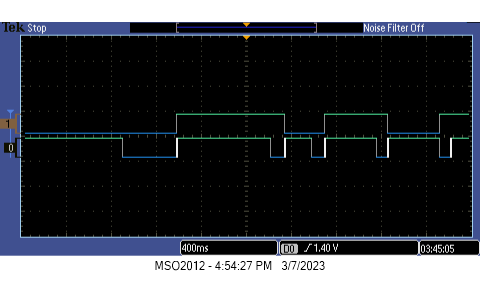 Tek Stop Noise Filter Off
1
0
400ms D0 1.40 V 03:45:05
MSO2012 - 4:54:27 PM 3/7/2023